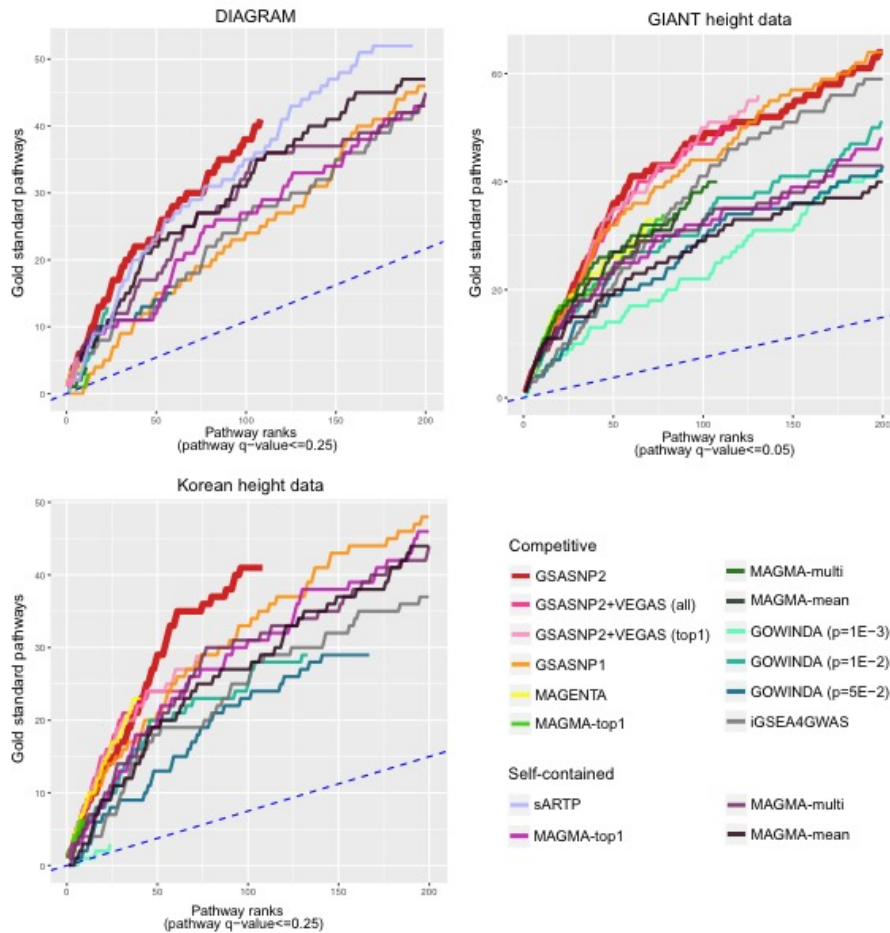 DIAGRAM
50
40
30
20
10
0
Gold standard pathways
0
50
100
150
200
Pathway ranks
(pathway q-value<=0.25)
GIANT height data
60
40
20
0
Gold standard pathways
0
50
100
150
200
Pathway ranks
(pathway q-value<=0.05)
Korean height data
50
40
30
20
10
0
Gold standard pathways
0
50
100
150
200
Pathway ranks
(pathway q-value<=0.25)
Competitive
GSASNP2
GSASNP2+VEGAS (all)
GSASNP2+VEGAS (top1)
GSASNP1
MAGENTA
MAGMA-top1
MAGMA-multi
MAGMA-mean
GOWINDA (p=1E-3)
GOWINDA (p=1E-2)
GOWINDA (p=5E-2)
iGSEA4GWAS
Self-contained
sARTP
MAGMA-top1
MAGMA-multi
MAGMA-mean